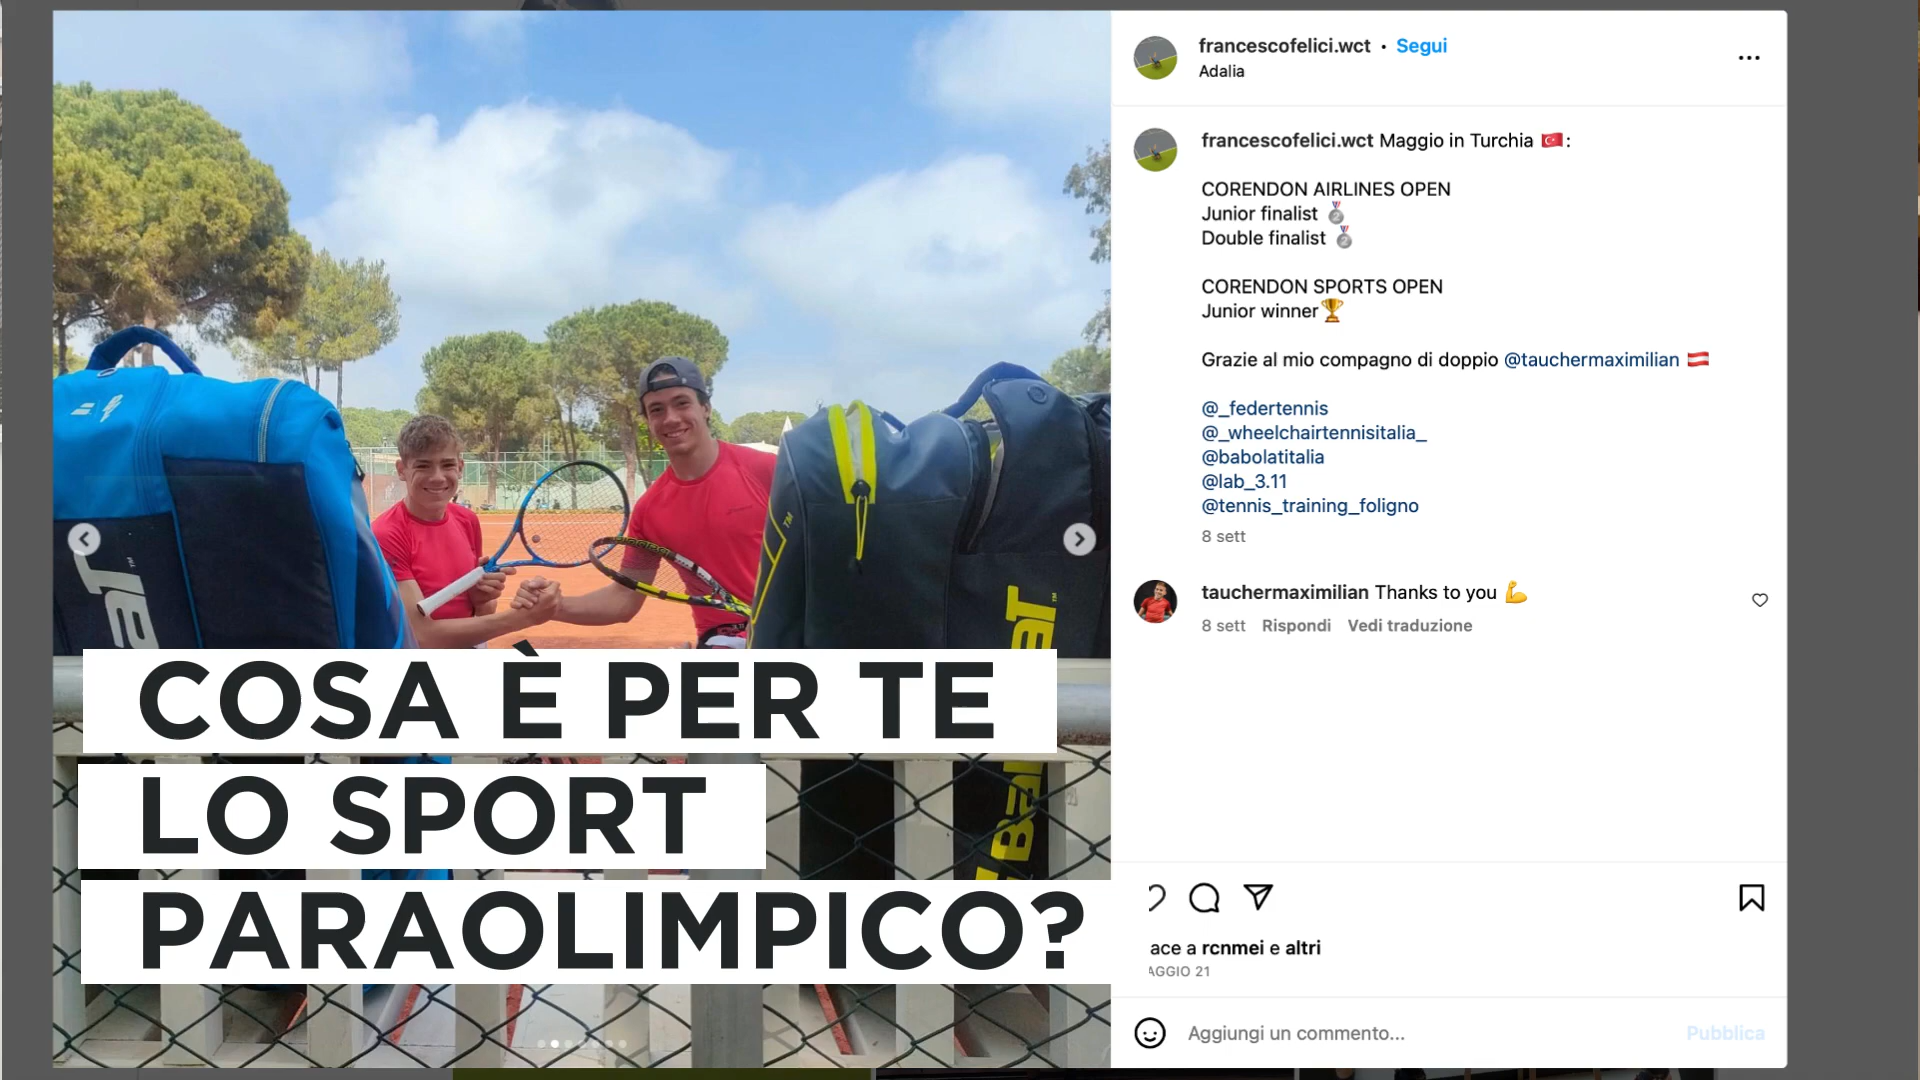 francescofelici.wct • Segui
Adalia
francescofelici.wct Maggio in Turchia 🇹🇷:
CORENDON AIRLINES OPEN
Junior finalist 🥈
Double finalist 🥈
CORENDON SPORTS OPEN
Junior winner🏆
Grazie al mio compagno di doppio @tauchermaximilian 🇦🇹
@_federtennis
@_wheelchairtennisitalia_
@babolatitalia
@lab_3.11
@tennis_training_foligno
8 sett
tauchermaximilian Thanks to you 💪
8 sett Rispondi Vedi traduzione
COSA È PER TE
LO SPORT
PARAOLIMPICO?
ace a rcnmei e altri
AGGIO 21
Aggiungi un commento...
Pubblica